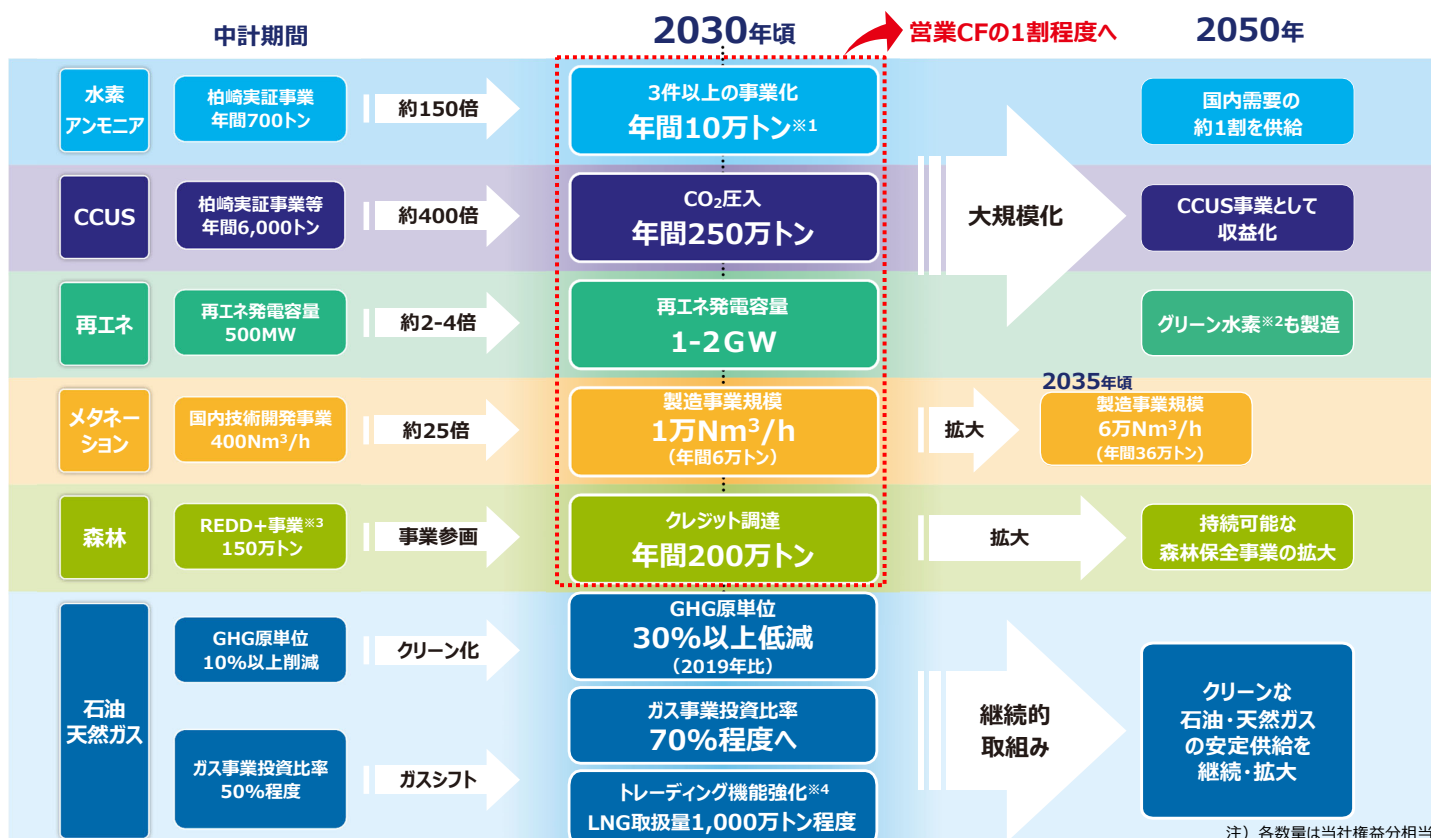 中計期間
2030年頃
営業CFの1割程度へ
2050年
水素
アンモニア
柏崎実証事業
年間700トン
約150倍
3件以上の事業化
年間10万トン※1
国内需要の
約1割を供給
CCUS
柏崎実証事業等
年間6,000トン
約400倍
CO₂圧入
年間250万トン
大規模化
CCUS事業として
収益化
再エネ
再エネ発電容量
500MW
約2-4倍
再エネ発電容量
1-2GW
グリーン水素※2も製造
メタネー
ション
国内技術開発事業
400Nm³/h
約25倍
製造事業規模
1万Nm³/h
(年間6万トン)
拡大
2035年頃
製造事業規模
6万Nm³/h
(年間36万トン)
森林
REDD+事業※3
150万トン
事業参画
クレジット調達
年間200万トン
拡大
持続可能な
森林保全事業の拡大
石油
天然ガス
GHG原単位
10%以上削減
クリーン化
GHG原単位
30%以上低減
(2019年比)
ガス事業投資比率
50%程度
ガスシフト
ガス事業投資比率
70%程度へ
トレーディング機能強化※4
LNG取扱量1,000万トン程度
継続的
取組み
クリーンな
石油・天然ガス
の安定供給を
継続・拡大
注）各数量は当社権益分相当